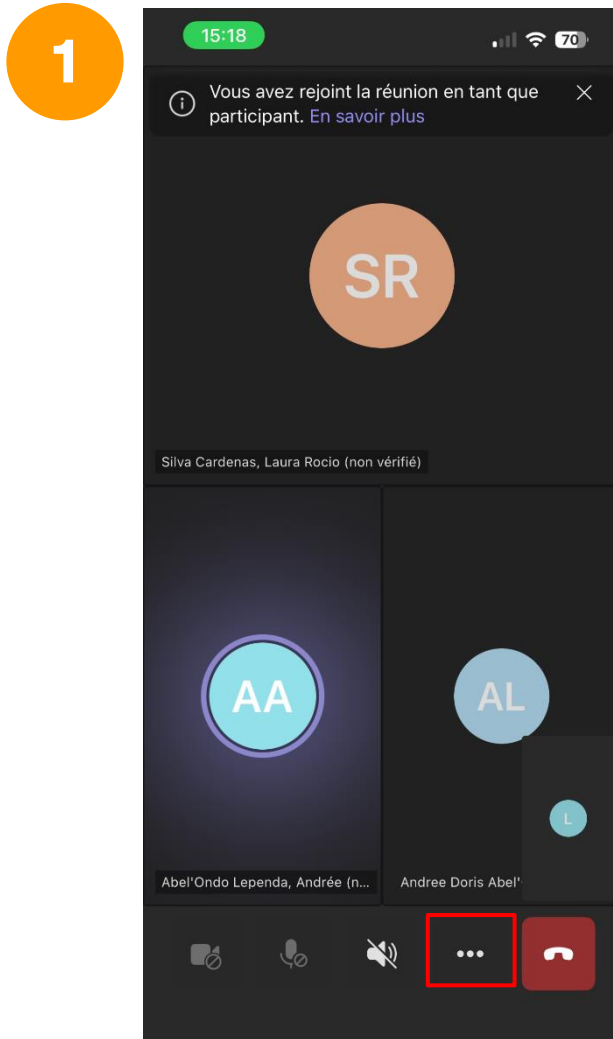 1
15:18
70
Vous avez rejoint la réunion en tant que
participant. En savoir plus
SR
Silva Cardenas, Laura Rocio (non vérifié)
AA
AL
L
Abel'Ondo Lependa, Andrée (n...
Andree Doris Abel'